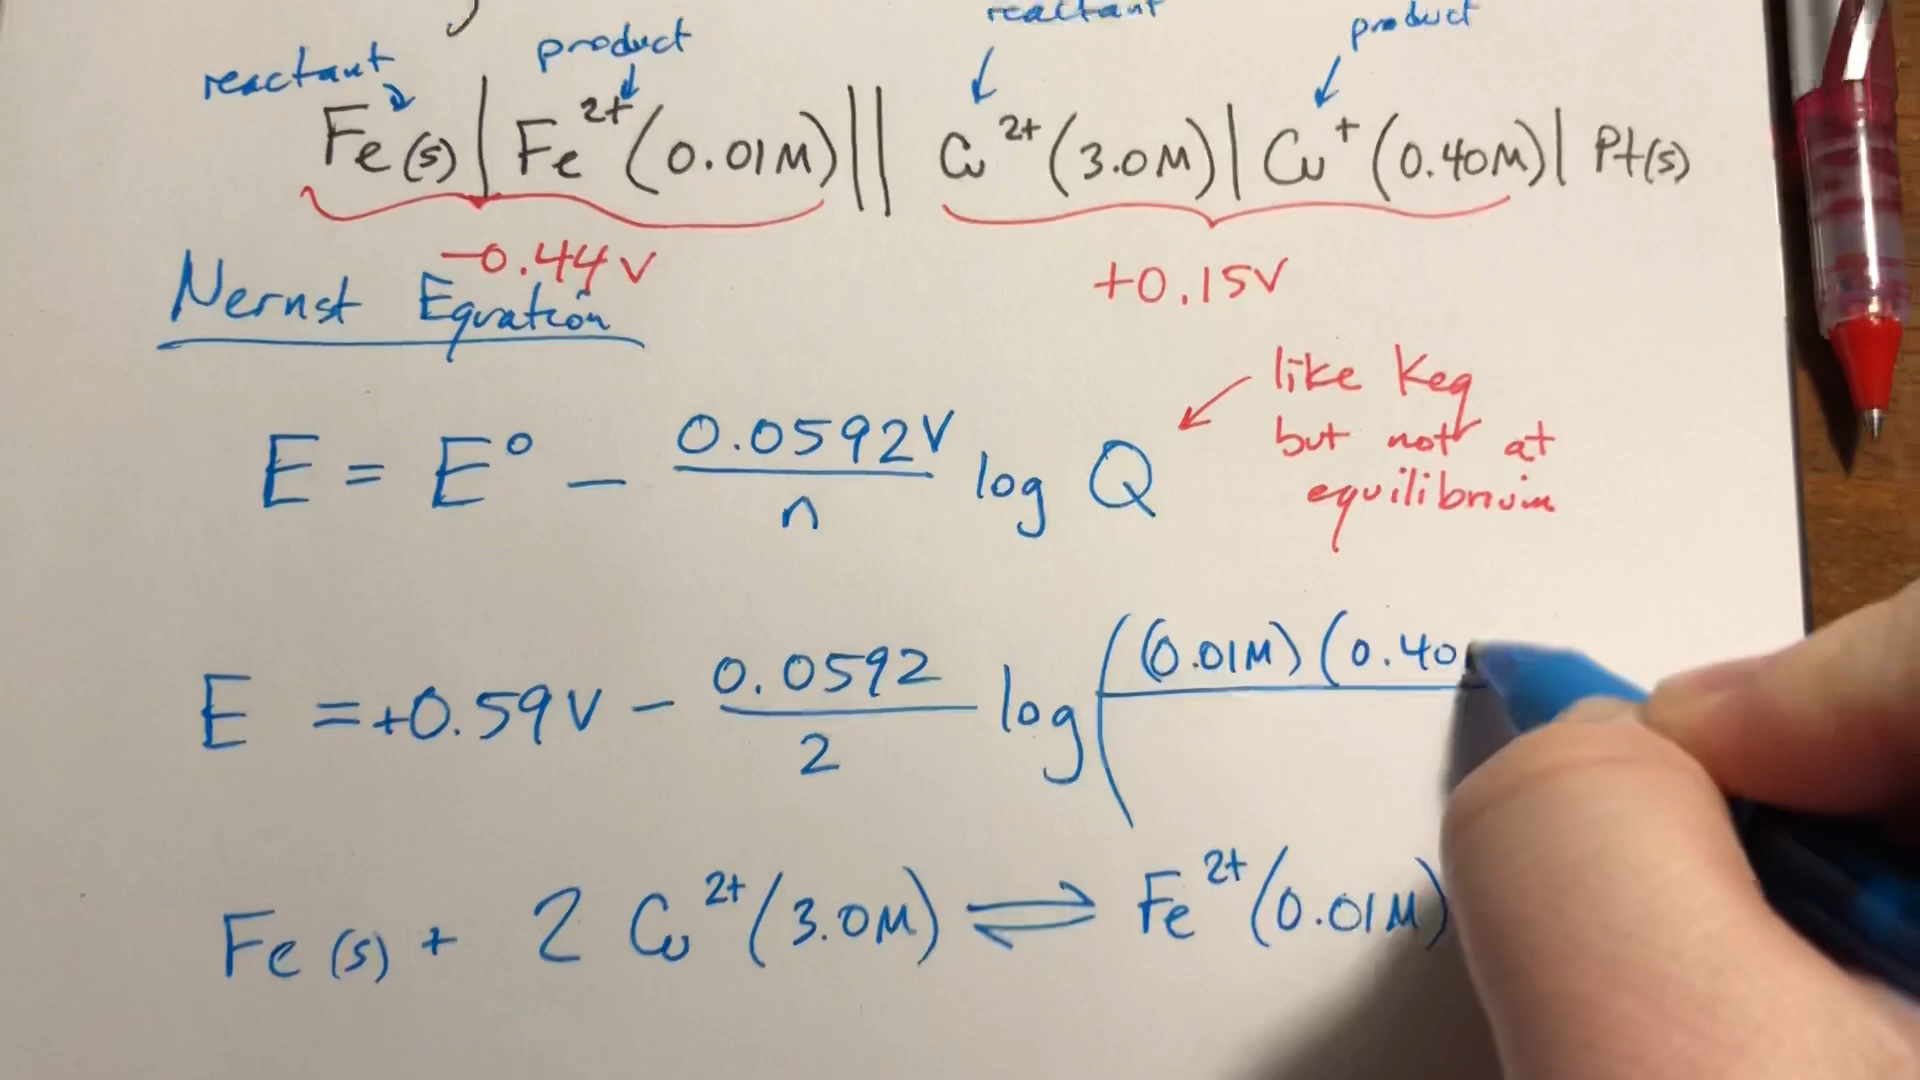 reactant product
reactant product
Fe(s) | Fe²⁺ (0.01M) || Cu²⁺ (3.0M) | Cu⁺ (0.40M) | Pt(s)
-0.44V +0.15V
Nernst Equation
like Keq
but not at
equilibrium
E = E° - 0.0592V/n log Q
E = +0.59V - 0.0592/2 log ( (0.01M) (0.40
Fe(s) + 2 Cu²⁺ (3.0M) ⇌ Fe²⁺ (0.01M)